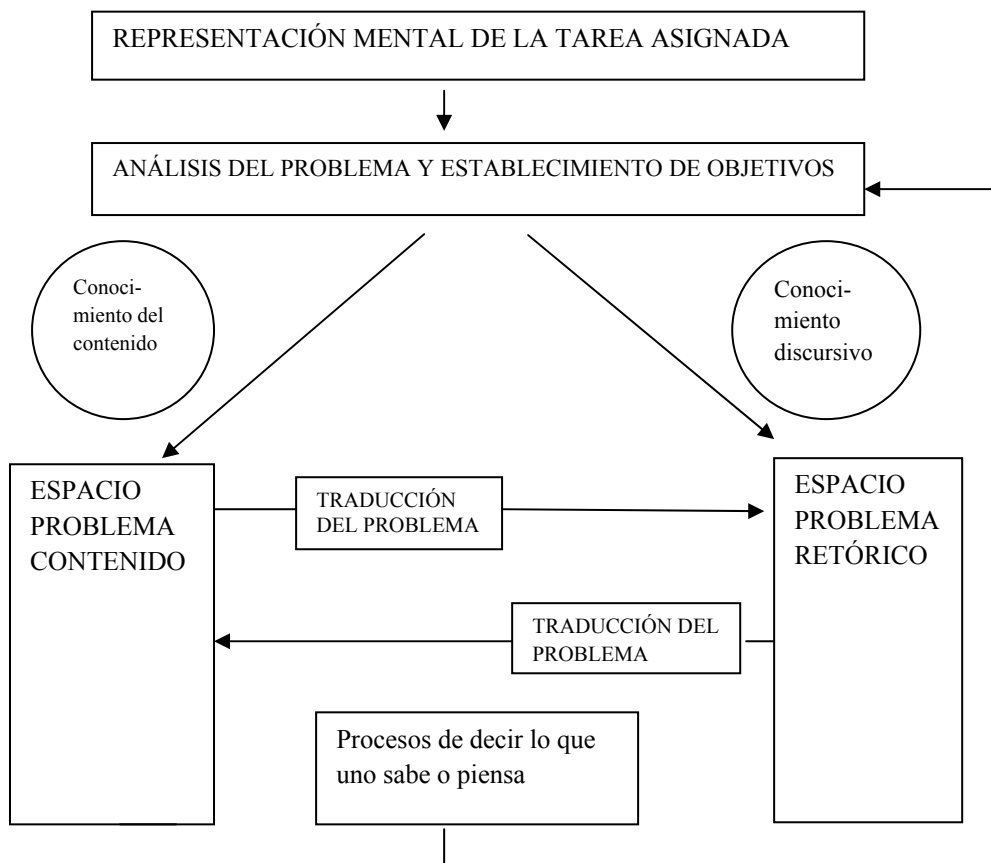 REPRESENTACIÓN MENTAL DE LA TAREA ASIGNADA
ANÁLISIS DEL PROBLEMA Y ESTABLECIMIENTO DE OBJETIVOS
Conoci-
miento del
contenido
Conoci-
miento
discursivo
ESPACIO
PROBLEMA
CONTENIDO
TRADUCCIÓN
DEL PROBLEMA
ESPACIO
PROBLEMA
RETÓRICO
TRADUCCIÓN DEL
PROBLEMA
Procesos de decir lo que
uno sabe o piensa